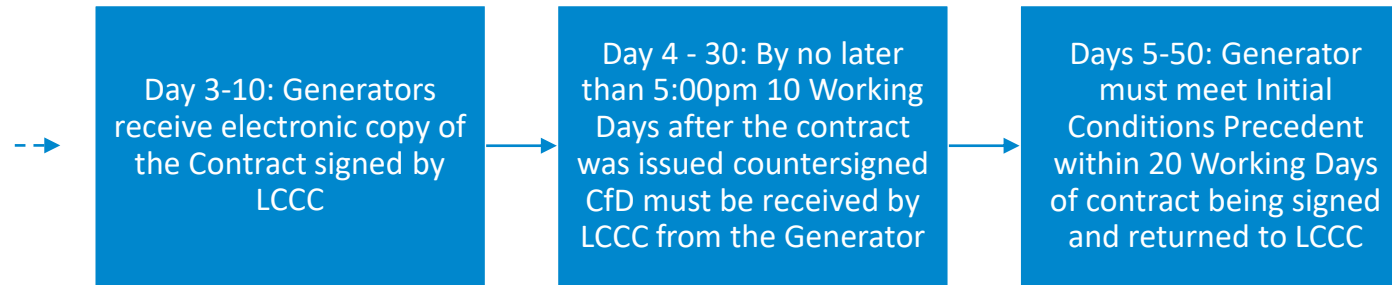 Day 3-10: Generators
receive electronic copy of
the Contract signed by
LCCC
Day 4 - 30: By no later
than 5:00pm 10 Working
Days after the contract
was issued countersigned
CfD must be received by
LCCC from the Generator
Days 5-50: Generator
must meet Initial
Conditions Precedent
within 20 Working Days
of contract being signed
and returned to LCCC